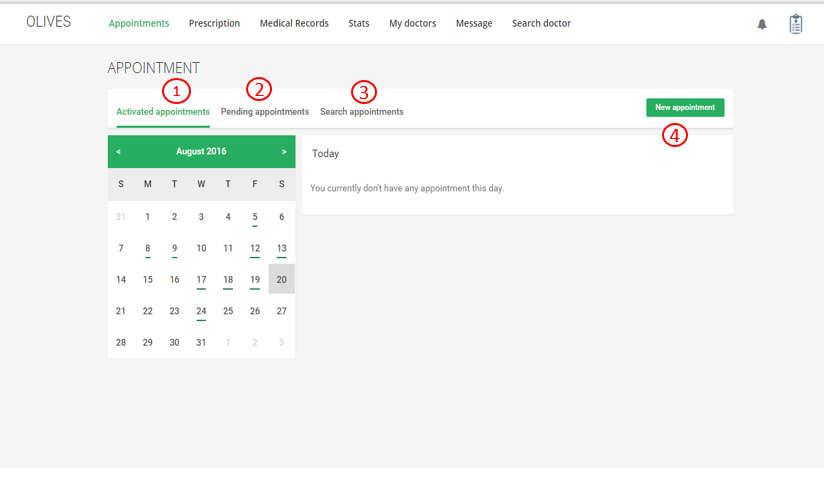 OLIVES Appointments Prescription Medical Records Stats My doctors Message Search doctor
APPOINTMENT
1 2 3
Activated appointments Pending appointments Search appointments New appointment
4
< August 2016 >
Today
S M T W T F S
You currently don't have any appointment this day.
31 1 2 3 4 5 6
7 8 9 10 11 12 13
14 15 16 17 18 19 20
21 22 23 24 25 26 27
28 29 30 31 1 2 3